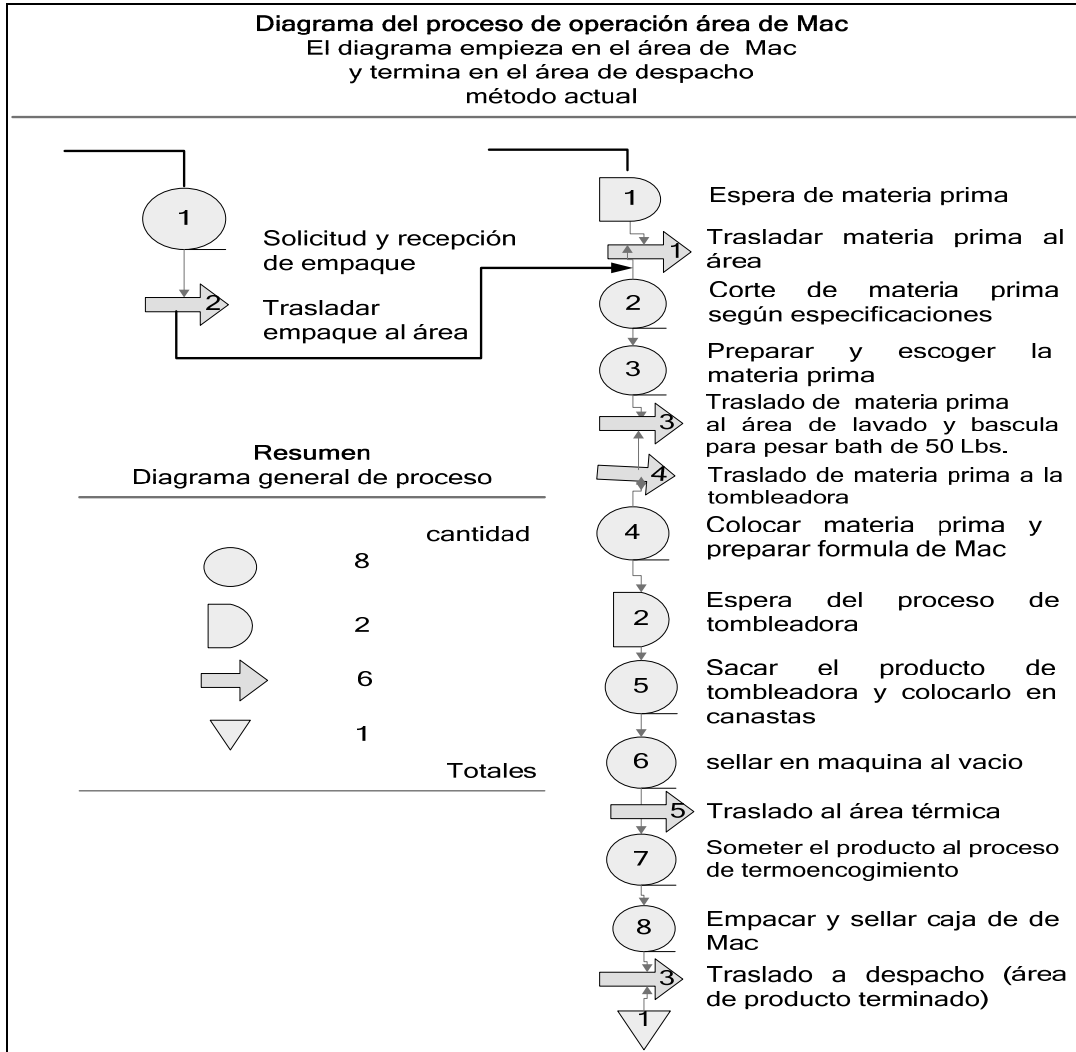 Diagrama del proceso de operación área de Mac
El diagrama empieza en el área de Mac
y termina en el área de despacho
método actual
1
Solicitud y recepción
de empaque
2
Trasladar
empaque al área
Resumen
Diagrama general de proceso
cantidad
8
2
6
1
Totales
1
Espera de materia prima
1
Trasladar materia prima al
área
2
Corte de materia prima
según especificaciones
3
Preparar y escoger la
materia prima
3
Traslado de materia prima
al área de lavado y bascula
para pesar bath de 50 Lbs.
4
Traslado de materia prima a la
tombleadora
4
Colocar materia prima y
preparar formula de Mac
2
Espera del proceso de
tombleadora
5
Sacar el producto de
tombleadora y colocarlo en
canastas
6
sellar en maquina al vacio
5
Traslado al área térmica
7
Someter el producto al proceso
de termoencogimiento
8
Empacar y sellar caja de de
Mac
3
Traslado a despacho (área
de producto terminado)
1